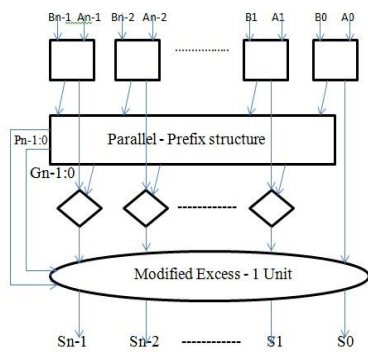 Bn-1 An-1 Bn-2 An-2 B1 A1 B0 A0
Parallel - Prefix structure
Pn-1:0
Gn-1:0
Modified Excess - 1 Unit
Sn-1 Sn-2 S1 S0